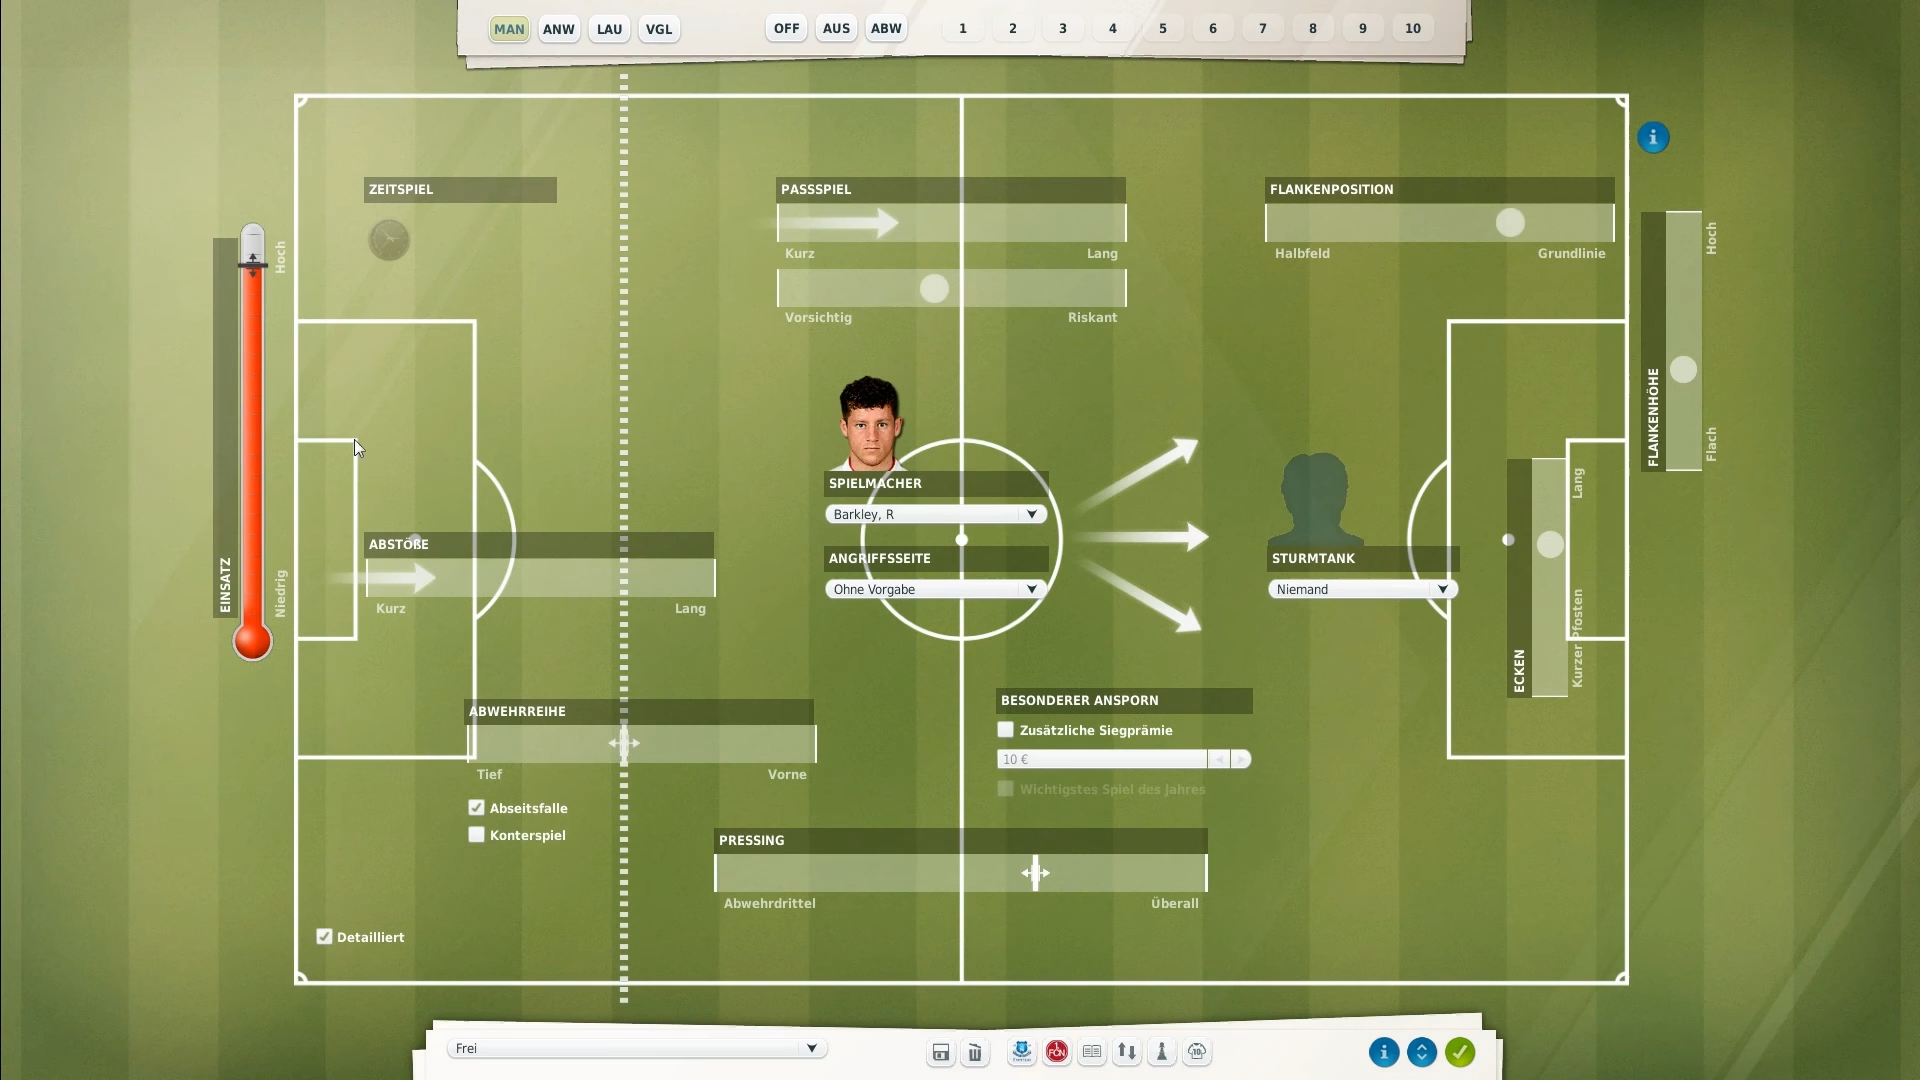 MAN ANW LAU VGL OFF AUS ABW 1 2 3 4 5 6 7 8 9 10
ZEITSPIEL
PASSSPIEL
Kurz Lang
Vorsichtig Riskant
FLANKENPOSITION
Halbfeld Grundlinie
EINSATZ
Hoch
Niedrig
FLANKENHÖHE
Hoch
Flach
SPIELMACHER
Barkley, R
ANGRIFFSSEITE
Ohne Vorgabe
STURMTANK
Niemand
ABSTÖßE
Kurz Lang
ECKEN
Lang
Kurzer Pfosten
ABWEHRREIHE
Tief Vorne
Abseitsfalle
Konterspiel
BESONDERER ANSPORN
Zusätzliche Siegprämie
10 €
Wichtigstes Spiel des Jahres
PRESSING
Abwehrdrittel Überall
Detailliert
Frei
FCN
10